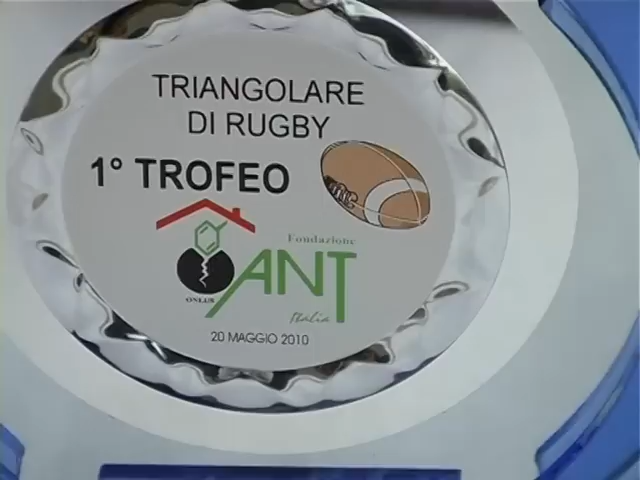 TRIANGOLARE
DI RUGBY
1° TROFEO
Fondazione
ANT
ONLUS
Italia
20 MAGGIO 2010